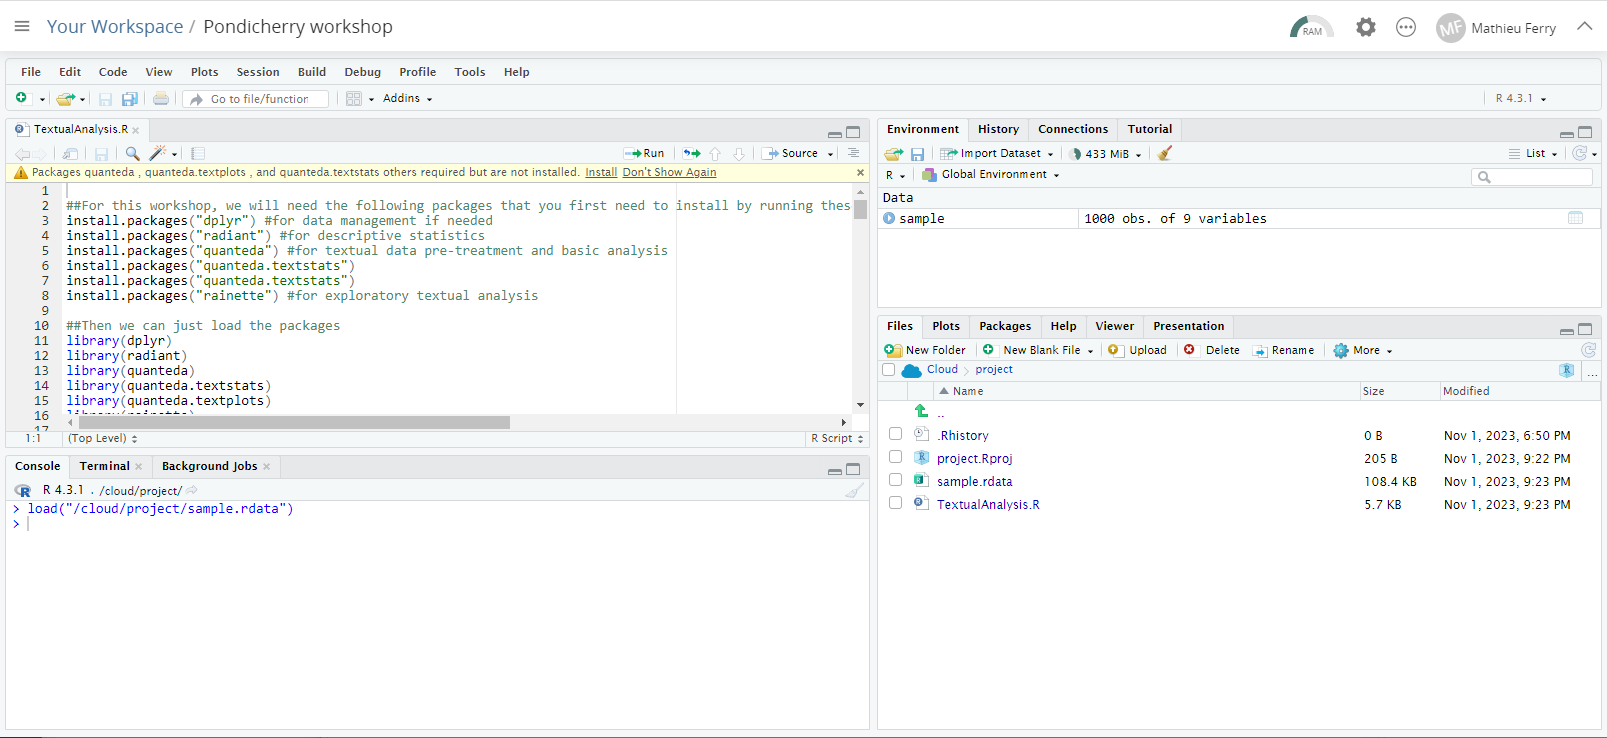 Your Workspace / Pondicherry workshop
RAM
MF Mathieu Ferry
File Edit Code View Plots Session Build Debug Profile Tools Help
Go to file/function Addins R 4.3.1
TextualAnalysis.R
Run Source
Packages quanteda , quanteda.textplots , and quanteda.textstats others required but are not installed. Install Don't Show Again
1
2 ##For this workshop, we will need the following packages that you first need to install by running thes
3 install.packages("dplyr") #for data management if needed
4 install.packages("radiant") #for descriptive statistics
5 install.packages("quanteda") #for textual data pre-treatment and basic analysis
6 install.packages("quanteda.textstats")
7 install.packages("quanteda.textstats")
8 install.packages("rainette") #for exploratory textual analysis
9
10 ##Then we can just load the packages
11 library(dplyr)
12 library(radiant)
13 library(quanteda)
14 library(quanteda.textstats)
15 library(quanteda.textplots)
16 library(rainette)
17
1:1 (Top Level) R Script
Console Terminal Background Jobs
R 4.3.1 . /cloud/project/
> load("/cloud/project/sample.rdata")
>
Environment History Connections Tutorial
Import Dataset 433 MiB List
R Global Environment
Data
sample 1000 obs. of 9 variables
Files Plots Packages Help Viewer Presentation
New Folder New Blank File Upload Delete Rename More
Cloud project R ...
Name Size Modified
..
.Rhistory 0 B Nov 1, 2023, 6:50 PM
project.Rproj 205 B Nov 1, 2023, 9:22 PM
sample.rdata 108.4 KB Nov 1, 2023, 9:23 PM
TextualAnalysis.R 5.7 KB Nov 1, 2023, 9:23 PM